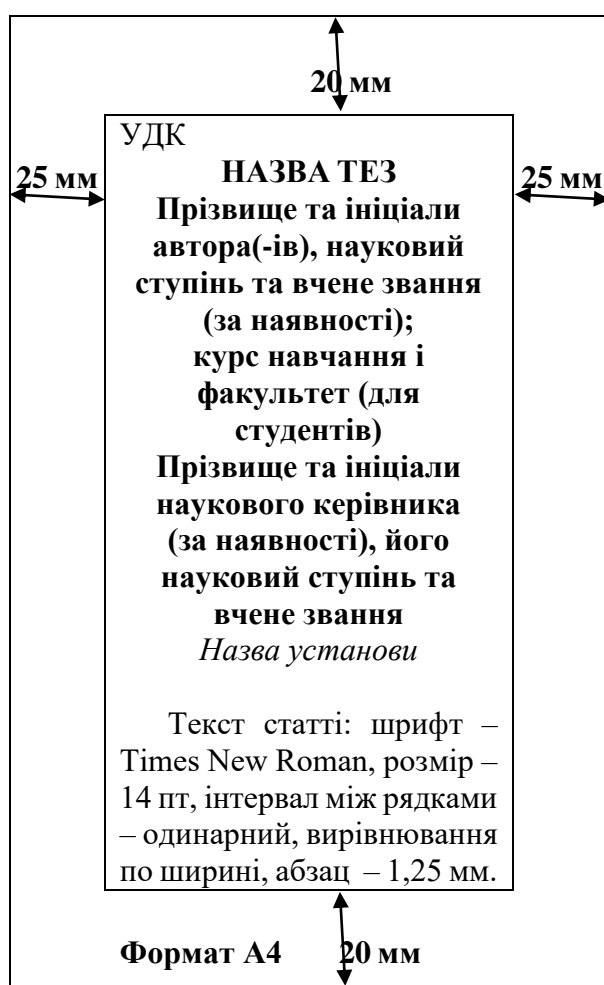 20 мм
УДК
25 мм
НАЗВА ТЕЗ
25 мм
Прізвище та ініціали
автора(-ів), науковий
ступінь та вчене звання
(за наявності);
курс навчання і
факультет (для
студентів)
Прізвище та ініціали
наукового керівника
(за наявності), його
науковий ступінь та
вчене звання
Назва установи
Текст статті: шрифт –
Times New Roman, розмір –
14 пт, інтервал між рядками
– одинарний, вирівнювання
по ширині, абзац – 1,25 мм.
Формат А4 20 мм